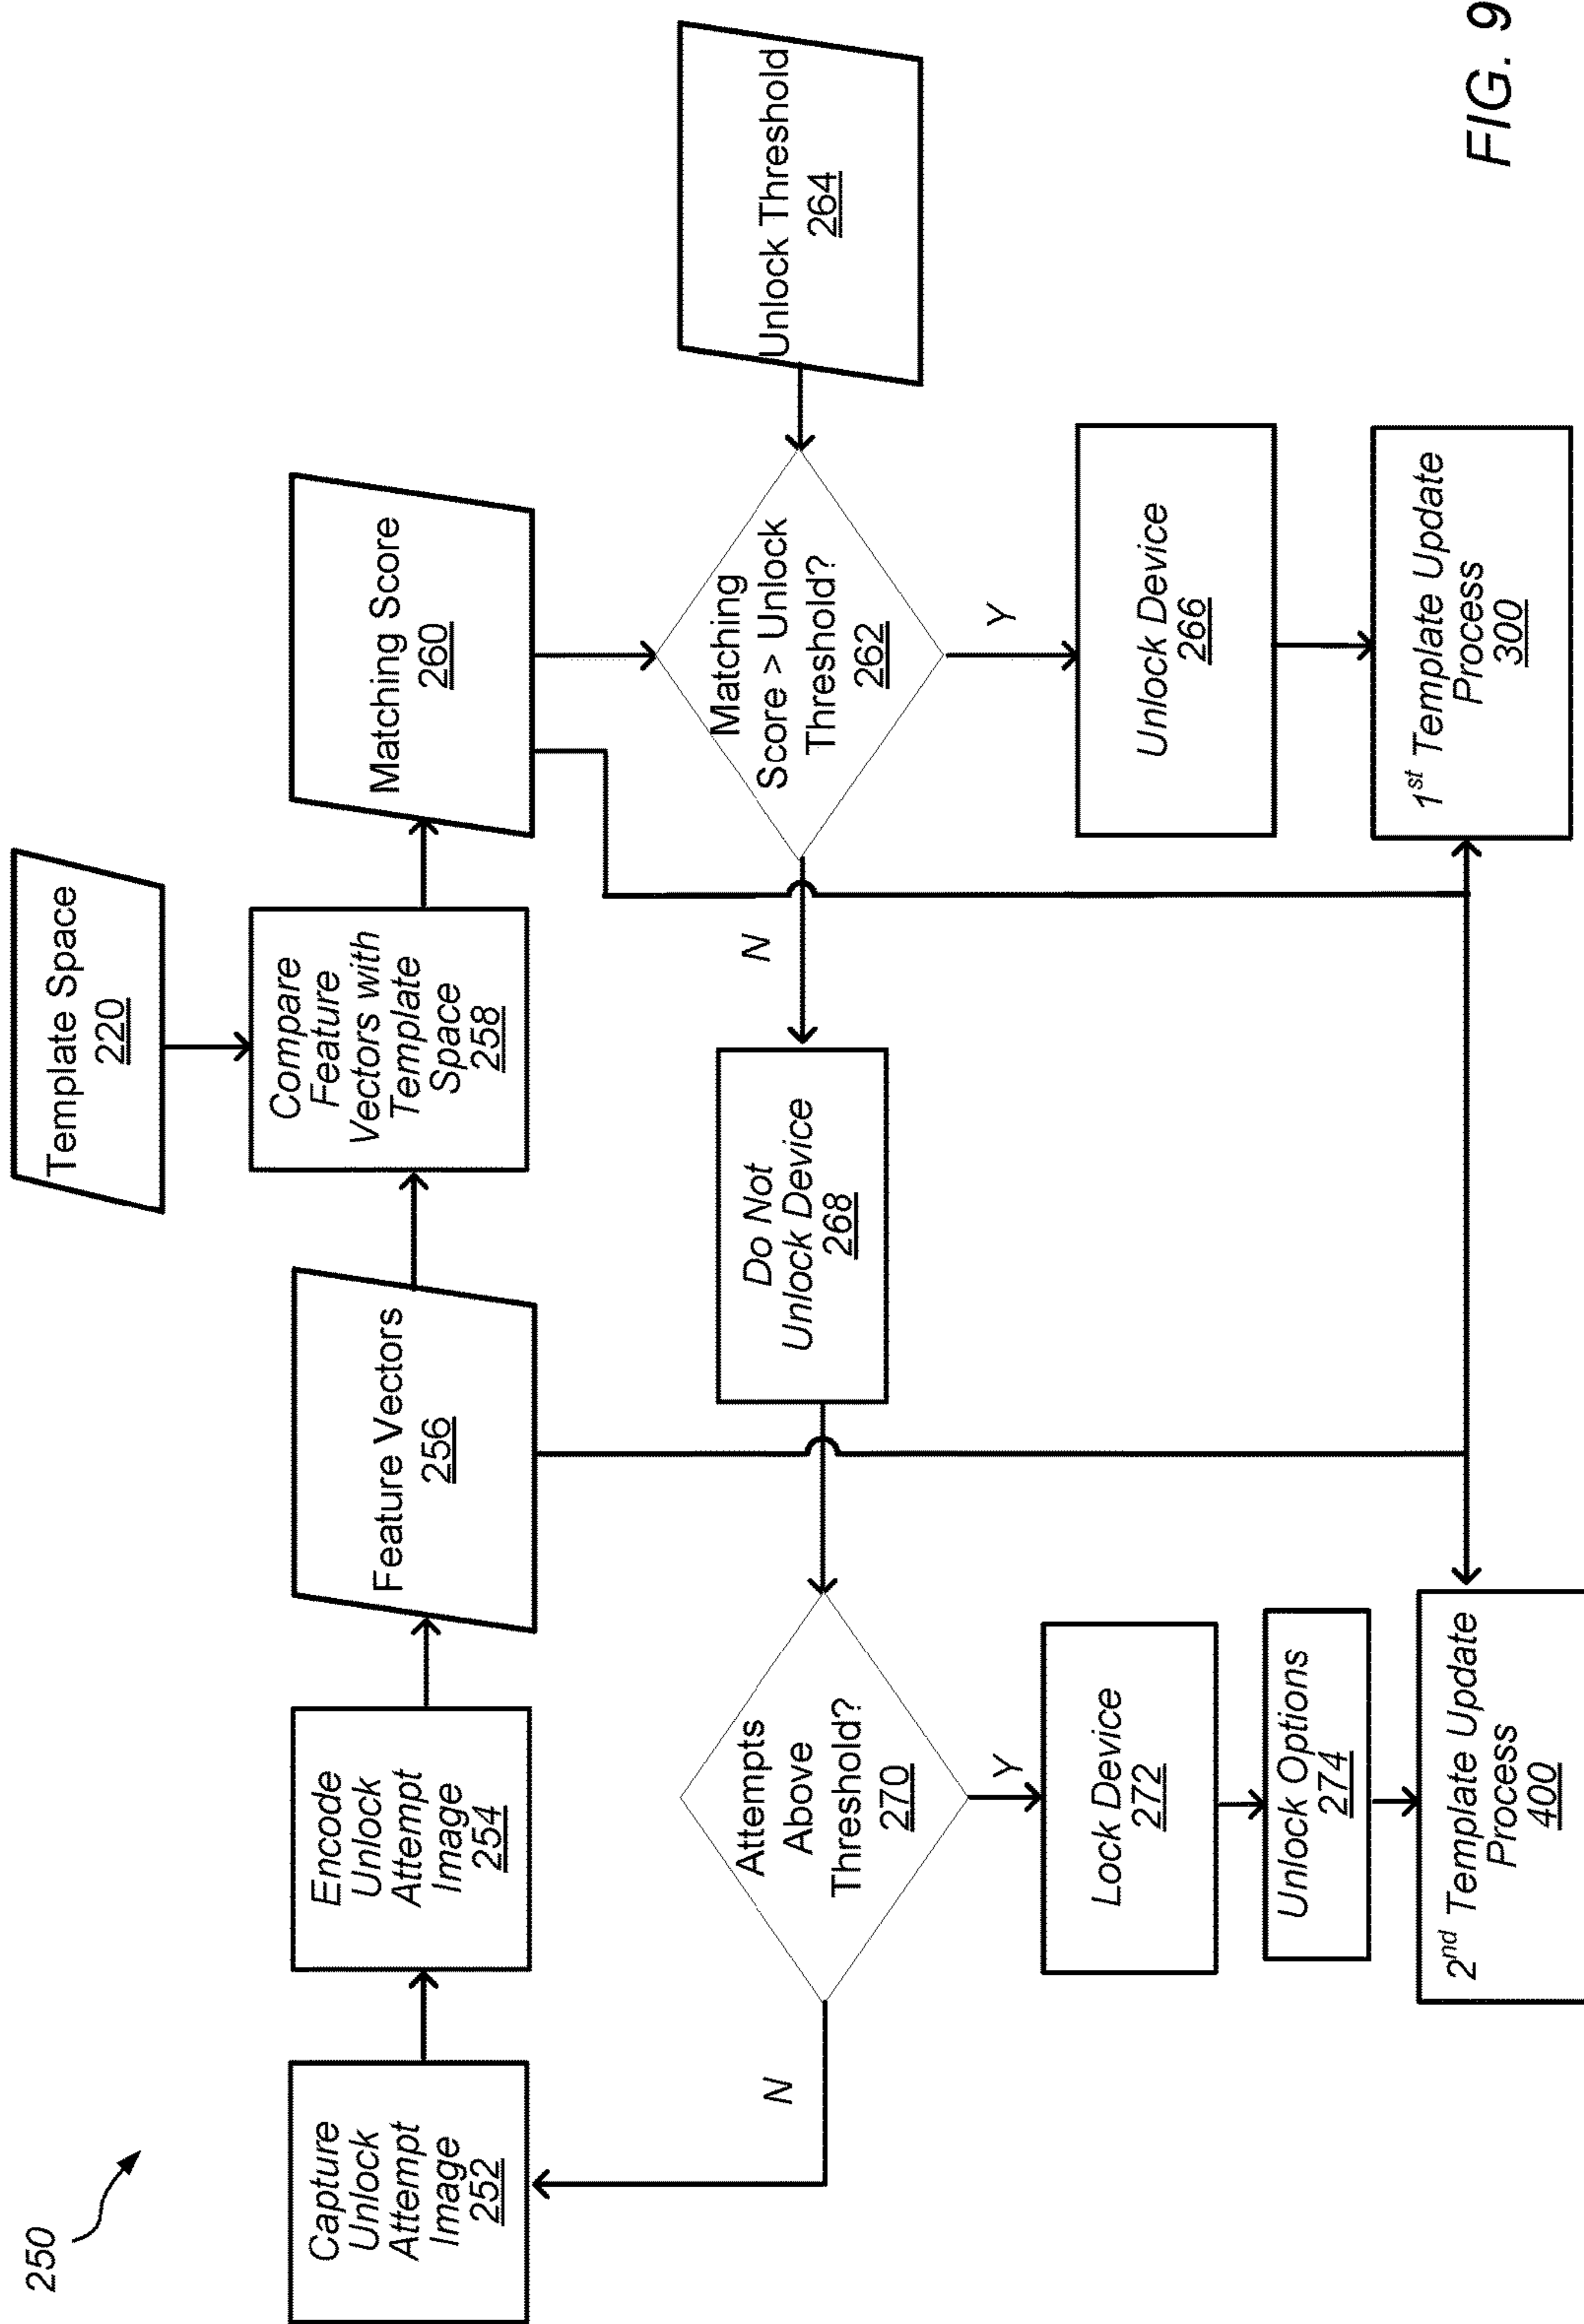 250
Template Space
220
Capture
Unlock
Attempt
Image
252
Encode
Unlock
Attempt
Image
254
Feature Vectors
256
Compare
Feature
Vectors with
Template
Space
258
Matching Score
260
Attempts
Above
Threshold?
270
Do Not
Unlock Device
268
Matching
Score > Unlock
Threshold?
262
Unlock Threshold
264
N
N
Y
Y
Lock Device
272
Unlock Device
266
Unlock Options
274
2nd Template Update
Process
400
1st Template Update
Process
300
FIG. 9